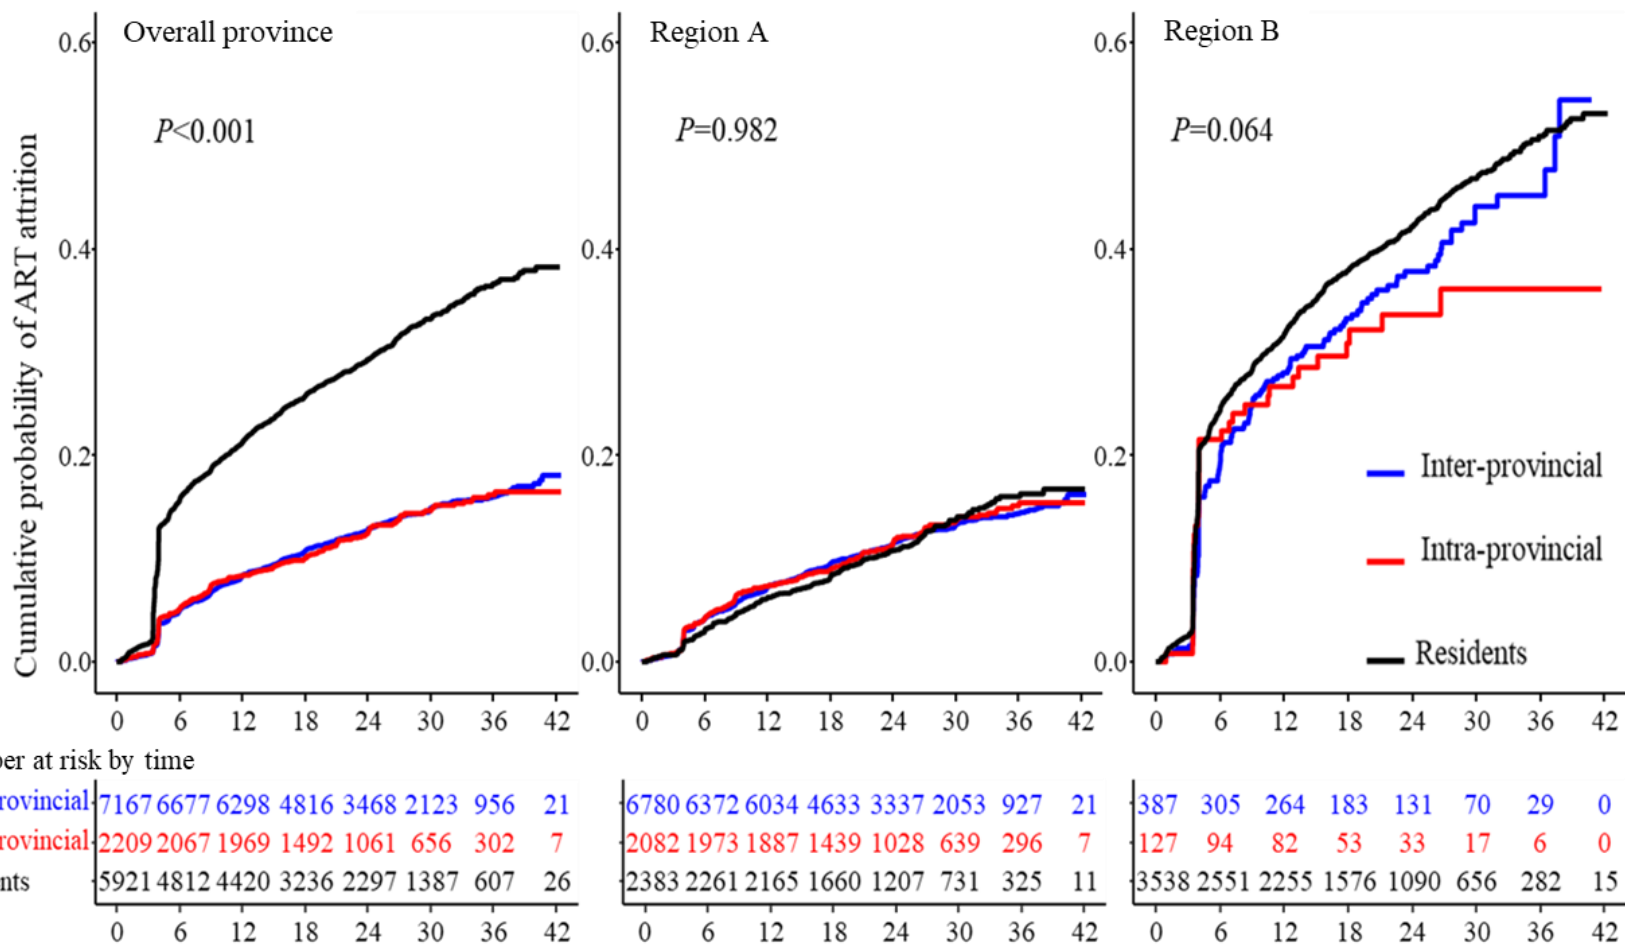 Overall province
Region A
Region B
P<0.001
P=0.982
P=0.064
Cumulative probability of ART attrition
0.6
0.4
0.2
0.0
0 6 12 18 24 30 36 42
0.6
0.4
0.2
0.0
0 6 12 18 24 30 36 42
0.6
0.4
0.2
0.0
0 6 12 18 24 30 36 42
Inter-provincial
Intra-provincial
Residents
er at risk by time
rovincial 7167 6677 6298 4816 3468 2123 956 21
rovincial 2209 2067 1969 1492 1061 656 302 7
nts 5921 4812 4420 3236 2297 1387 607 26
0 6 12 18 24 30 36 42
6780 6372 6034 4633 3337 2053 927 21
2082 1973 1887 1439 1028 639 296 7
2383 2261 2165 1660 1207 731 325 11
0 6 12 18 24 30 36 42
387 305 264 183 131 70 29 0
127 94 82 53 33 17 6 0
3538 2551 2255 1576 1090 656 282 15
0 6 12 18 24 30 36 42